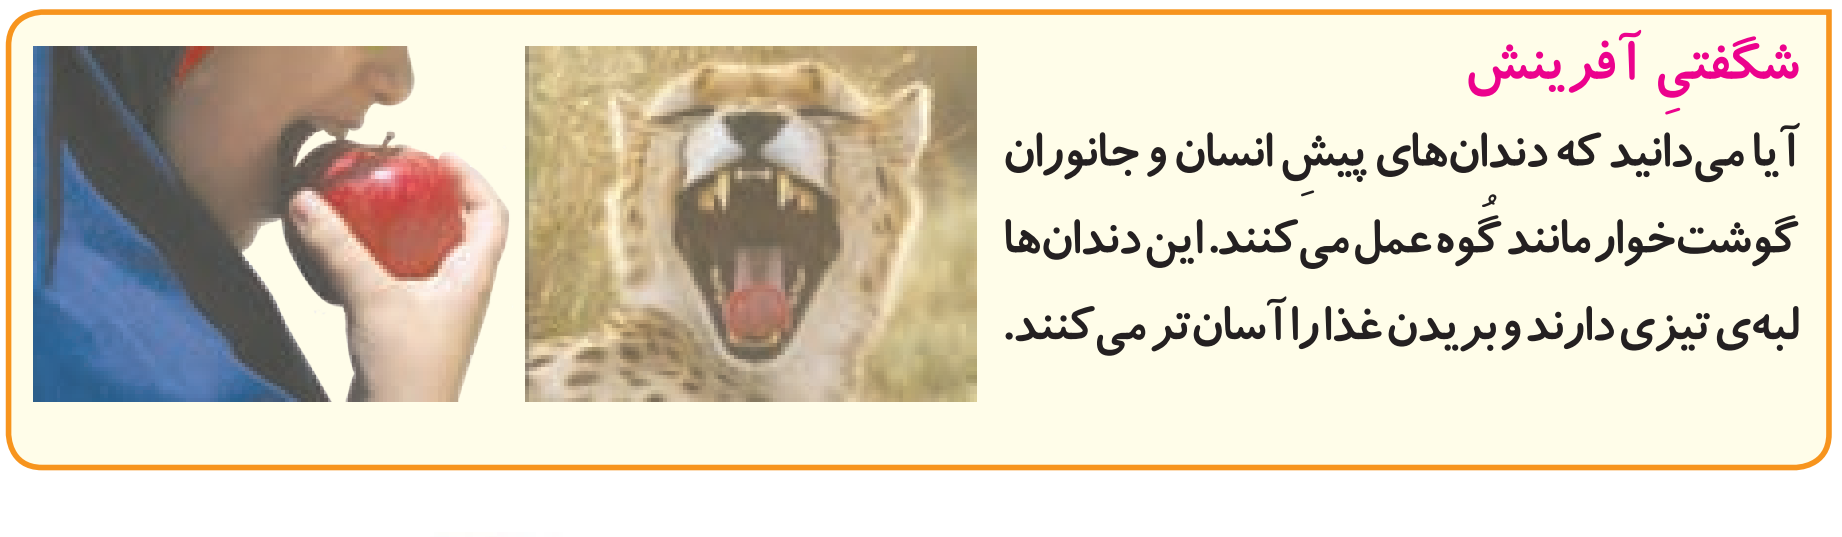 شگفتیِ آفرینش
آیا می‌دانید که دندان‌های پیشِ انسان و جانوران
گوشت‌خوار مانند گُوه عمل می‌کنند. این دندان‌ها
لبه‌ی تیزی دارند و بریدن غذا را آسان‌تر می‌کنند.